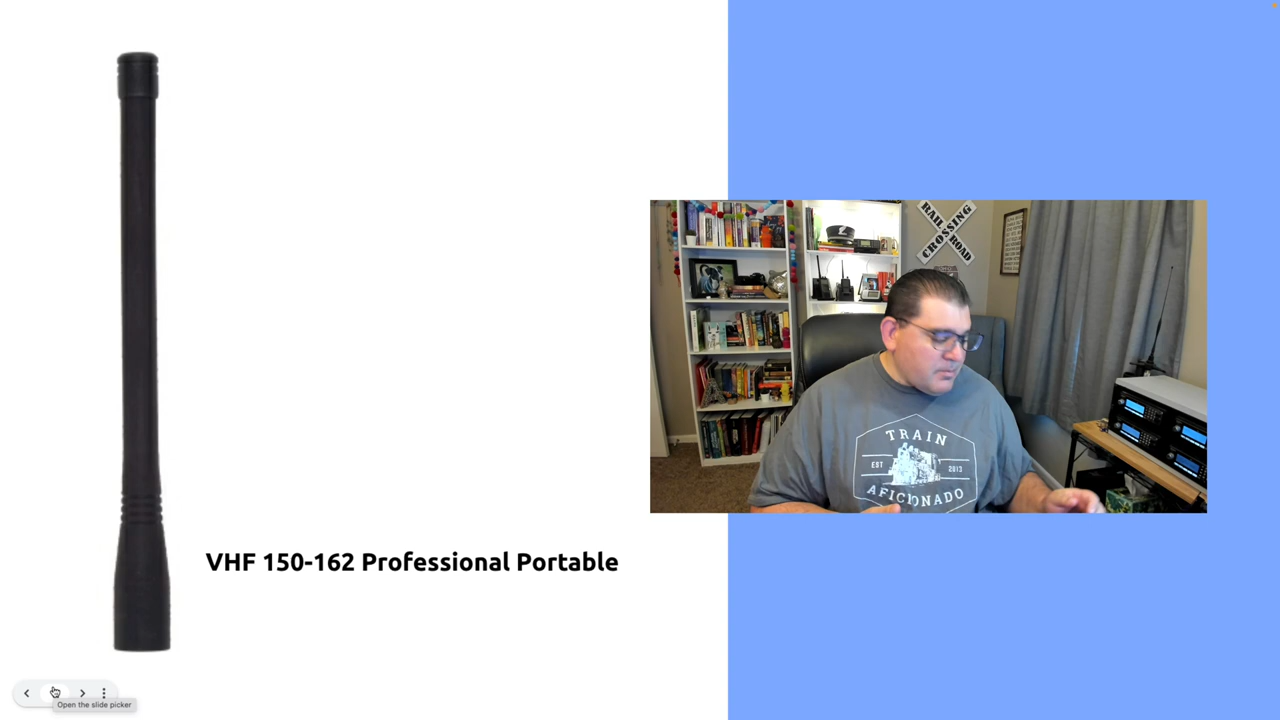 RAIL ROAD
CROSSING
TRAIN
EST 2013
AFICIONADO
VHF 150-162 Professional Portable
Open the slide picker